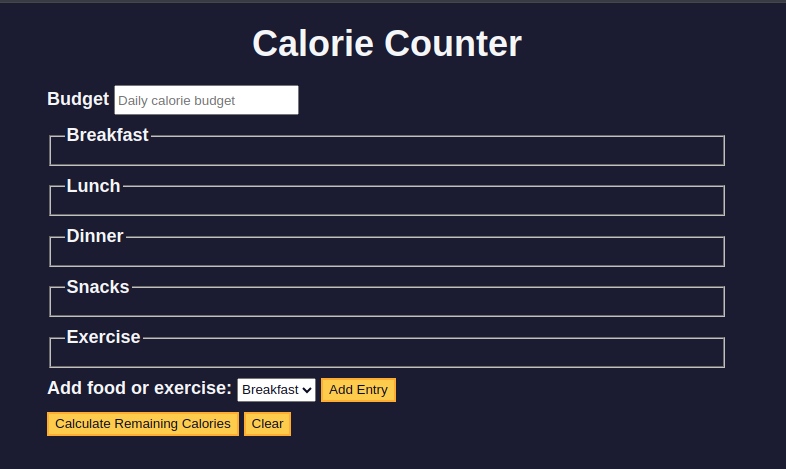 Calorie Counter
Budget Daily calorie budget
Breakfast
Lunch
Dinner
Snacks
Exercise
Add food or exercise: Breakfast Add Entry
Calculate Remaining Calories Clear